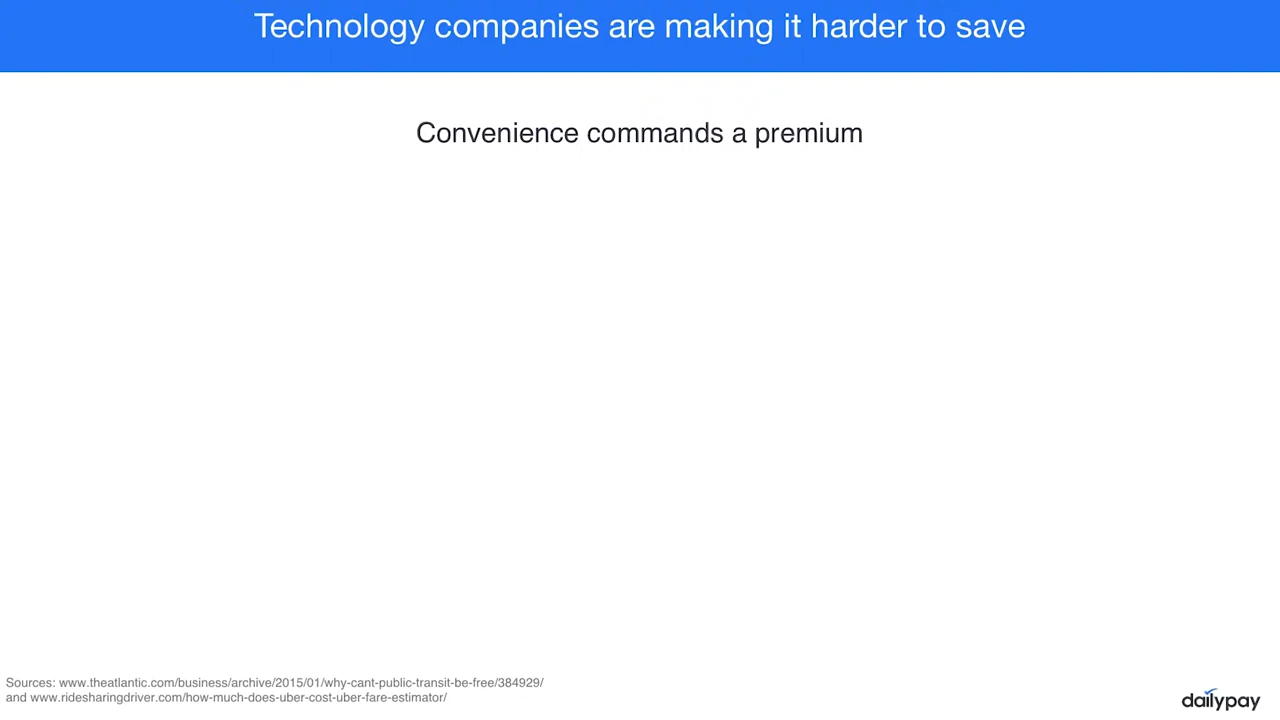 Technology companies are making it harder to save
Convenience commands a premium
Sources: www.theatlantic.com/business/archive/2015/01/why-cant-public-transit-be-free/384929/
and www.ridesharingdriver.com/how-much-does-uber-cost-uber-fare-estimator/
dailypay